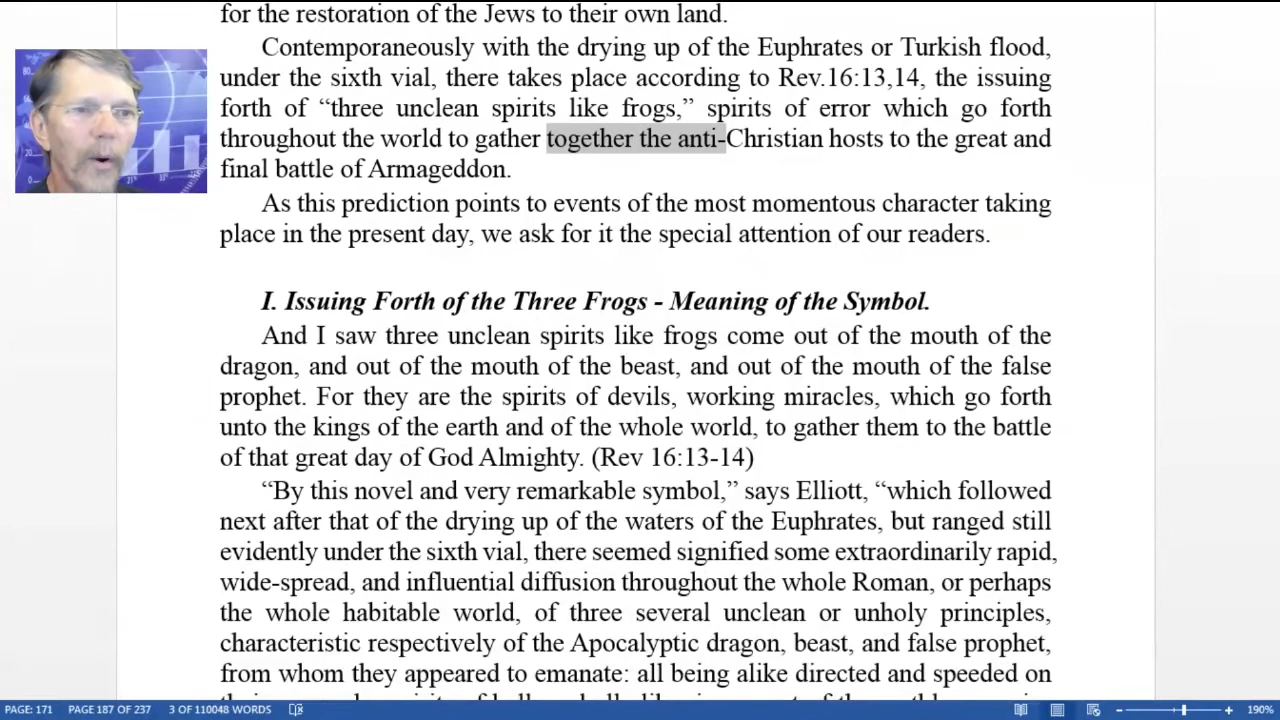 for the restoration of the Jews to their own land.
Contemporaneously with the drying up of the Euphrates or Turkish flood,
under the sixth vial, there takes place according to Rev.16:13,14, the issuing
forth of “three unclean spirits like frogs,” spirits of error which go forth
throughout the world to gather together the anti-Christian hosts to the great and
final battle of Armageddon.
As this prediction points to events of the most momentous character taking
place in the present day, we ask for it the special attention of our readers.
I. Issuing Forth of the Three Frogs - Meaning of the Symbol.
And I saw three unclean spirits like frogs come out of the mouth of the
dragon, and out of the mouth of the beast, and out of the mouth of the false
prophet. For they are the spirits of devils, working miracles, which go forth
unto the kings of the earth and of the whole world, to gather them to the battle
of that great day of God Almighty. (Rev 16:13-14)
“By this novel and very remarkable symbol,” says Elliott, “which followed
next after that of the drying up of the waters of the Euphrates, but ranged still
evidently under the sixth vial, there seemed signified some extraordinarily rapid,
wide-spread, and influential diffusion throughout the whole Roman, or perhaps
the whole habitable world, of three several unclean or unholy principles,
characteristic respectively of the Apocalyptic dragon, beast, and false prophet,
from whom they appeared to emanate: all being alike directed and speeded on
PAGE: 171 PAGE 187 OF 237 3 OF 110048 WORDS 190%